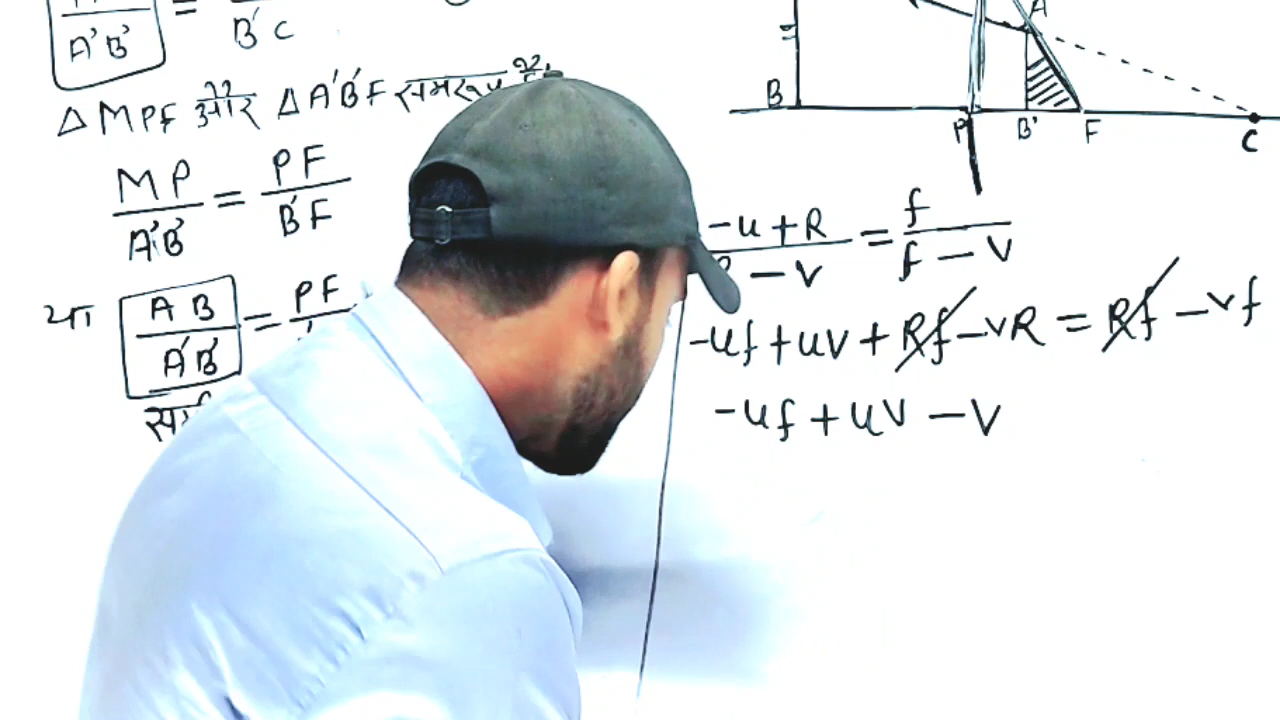 A'B' = B'C
Δ MPF और Δ A'B'F समरूप है
MP/A'B' = PF/B'F
या AB/A'B' = PF
A
B P B' F C
-u + R / - v = f / f - v
-uf + uv + Rf - vR = Rf - vf
-uf + uv - v